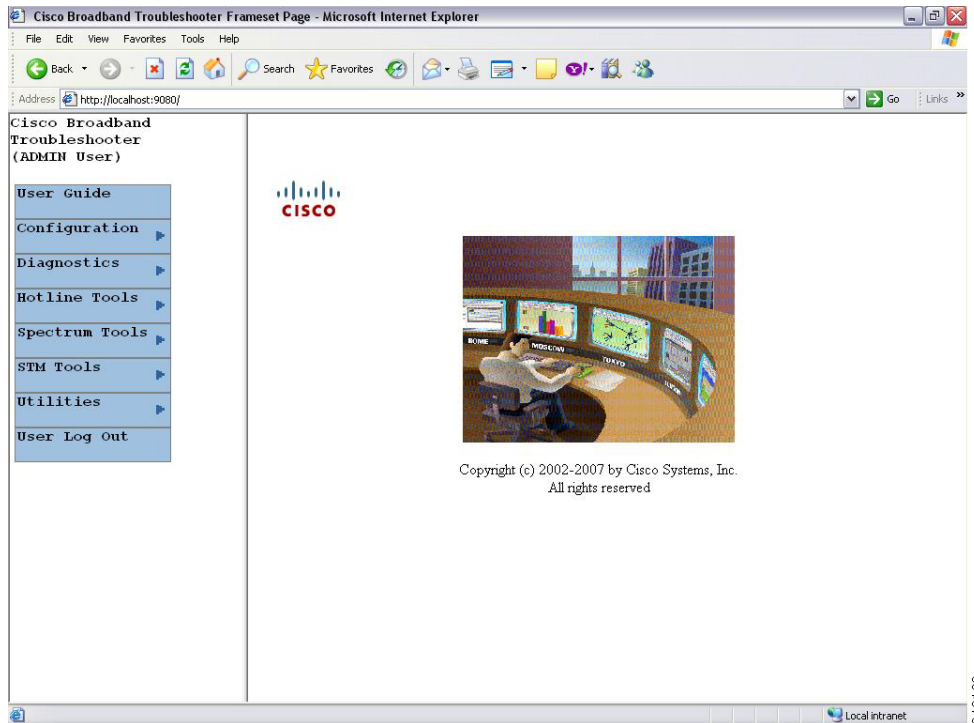 Cisco Broadband Troubleshooter Frameset Page - Microsoft Internet Explorer
File Edit View Favorites Tools Help
Back Search Favorites
Address http://localhost:9080/ Go Links »
Cisco Broadband
Troubleshooter
(ADMIN User)
User Guide
Configuration
Diagnostics
Hotline Tools
Spectrum Tools
STM Tools
Utilities
User Log Out
CISCO
MOSCOW
TOKYO
Copyright (c) 2002-2007 by Cisco Systems, Inc.
All rights reserved
Local intranet